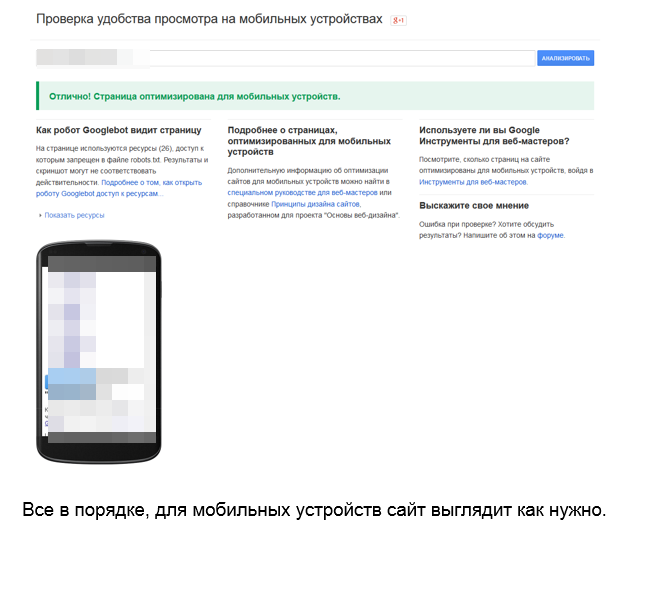 Проверка удобства просмотра на мобильных устройствах g+1
АНАЛИЗИРОВАТЬ
Отлично! Страница оптимизирована для мобильных устройств.
Как робот Googlebot видит страницу
На странице используются ресурсы (26), доступ к
которым запрещен в файле robots.txt. Результаты и
скриншот могут не соответствовать
действительности. Подробнее о том, как открыть
роботу Googlebot доступ к ресурсам…
Показать ресурсы
Подробнее о страницах,
оптимизированных для мобильных
устройств
Дополнительную информацию об оптимизации
сайтов для мобильных устройств можно найти в
специальном руководстве для веб-мастеров или
справочнике Принципы дизайна сайтов,
разработанном для проекта "Основы веб-дизайна".
Используете ли вы Google
Инструменты для веб-мастеров?
Посмотрите, сколько страниц на сайте
оптимизированы для мобильных устройств, войдя в
Инструменты для веб-мастеров.
Выскажите свое мнение
Ошибка при проверке? Хотите обсудить
результаты? Напишите об этом на форуме.
Все в порядке, для мобильных устройств сайт выглядит как нужно.